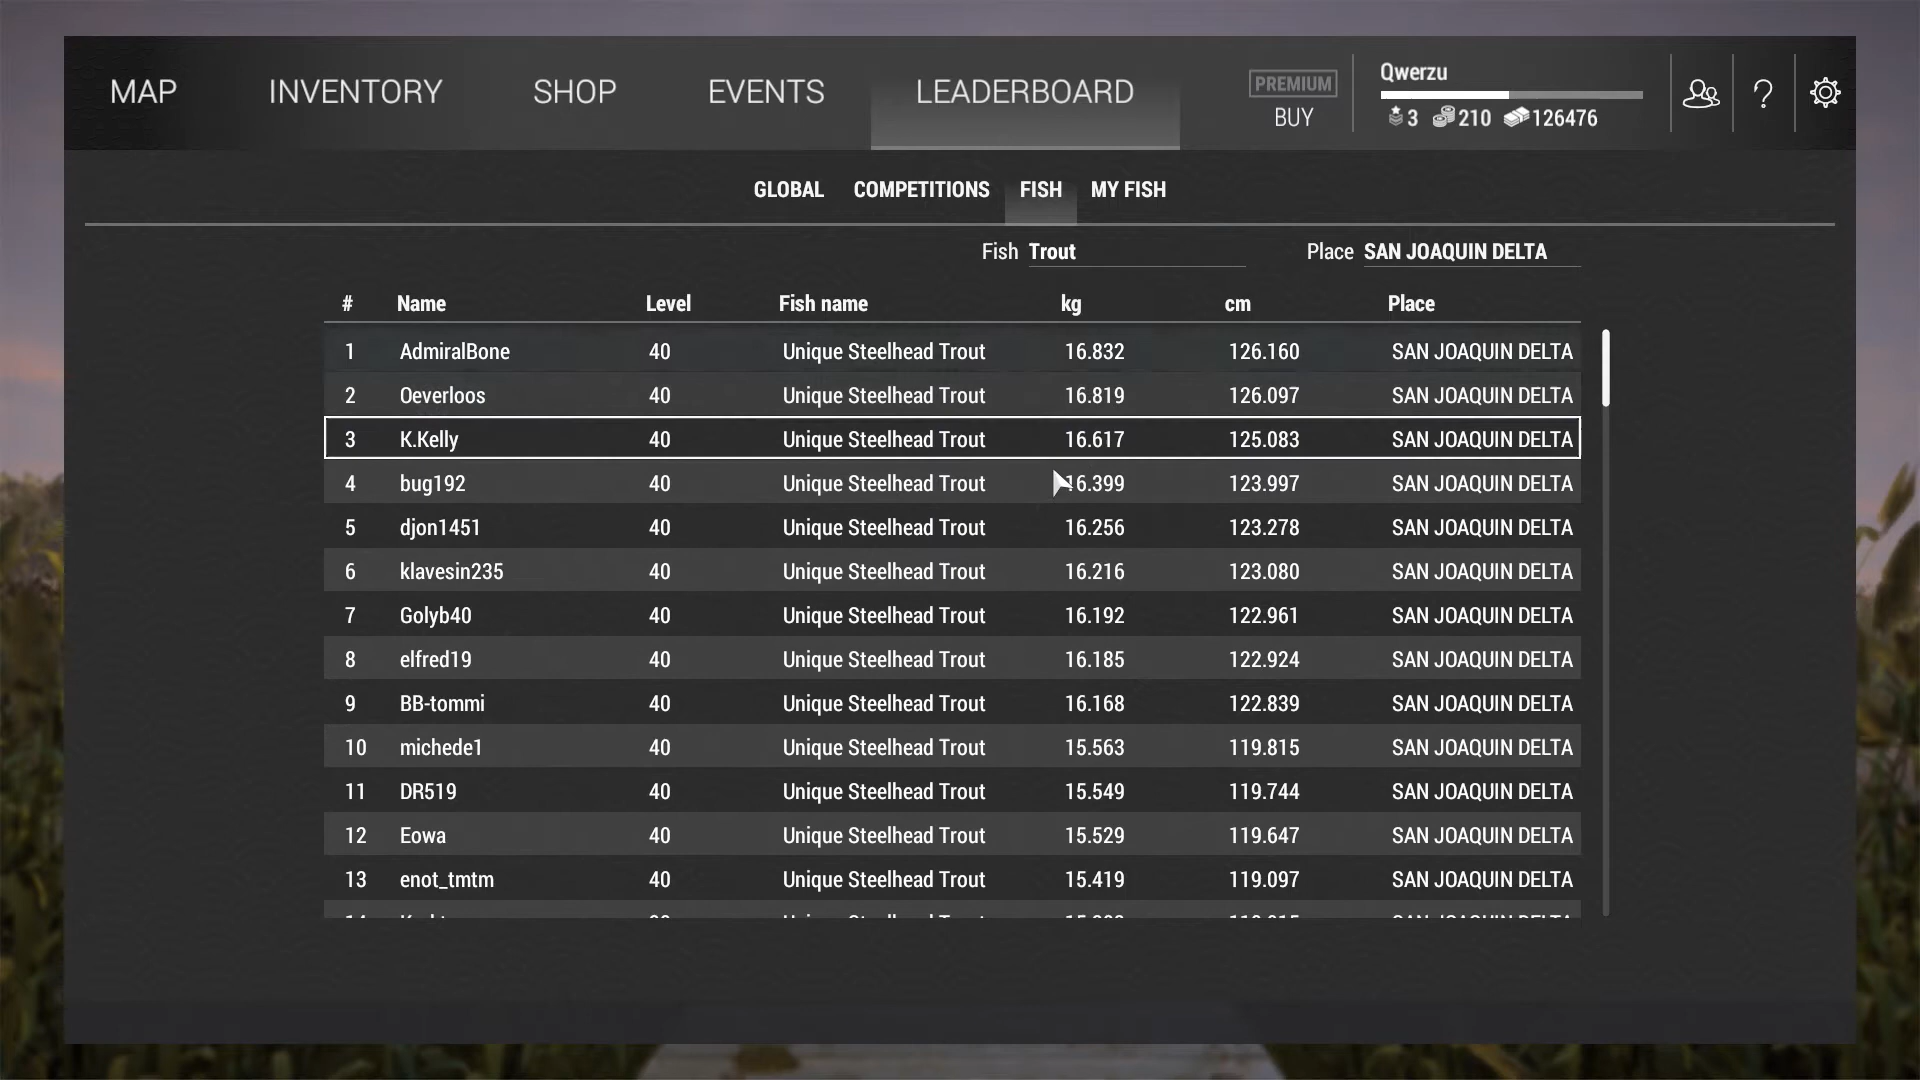 MAP INVENTORY SHOP EVENTS LEADERBOARD PREMIUM BUY Qwerzu 3 210 126476
GLOBAL COMPETITIONS FISH MY FISH
Fish Trout Place SAN JOAQUIN DELTA
# Name Level Fish name kg cm Place
1 AdmiralBone 40 Unique Steelhead Trout 16.832 126.160 SAN JOAQUIN DELTA
2 Oeverloos 40 Unique Steelhead Trout 16.819 126.097 SAN JOAQUIN DELTA
3 K.Kelly 40 Unique Steelhead Trout 16.617 125.083 SAN JOAQUIN DELTA
4 bug192 40 Unique Steelhead Trout 16.399 123.997 SAN JOAQUIN DELTA
5 djon1451 40 Unique Steelhead Trout 16.256 123.278 SAN JOAQUIN DELTA
6 klavesin235 40 Unique Steelhead Trout 16.216 123.080 SAN JOAQUIN DELTA
7 Golyb40 40 Unique Steelhead Trout 16.192 122.961 SAN JOAQUIN DELTA
8 elfred19 40 Unique Steelhead Trout 16.185 122.924 SAN JOAQUIN DELTA
9 BB-tommi 40 Unique Steelhead Trout 16.168 122.839 SAN JOAQUIN DELTA
10 michede1 40 Unique Steelhead Trout 15.563 119.815 SAN JOAQUIN DELTA
11 DR519 40 Unique Steelhead Trout 15.549 119.744 SAN JOAQUIN DELTA
12 Eowa 40 Unique Steelhead Trout 15.529 119.647 SAN JOAQUIN DELTA
13 enot_tmtm 40 Unique Steelhead Trout 15.419 119.097 SAN JOAQUIN DELTA